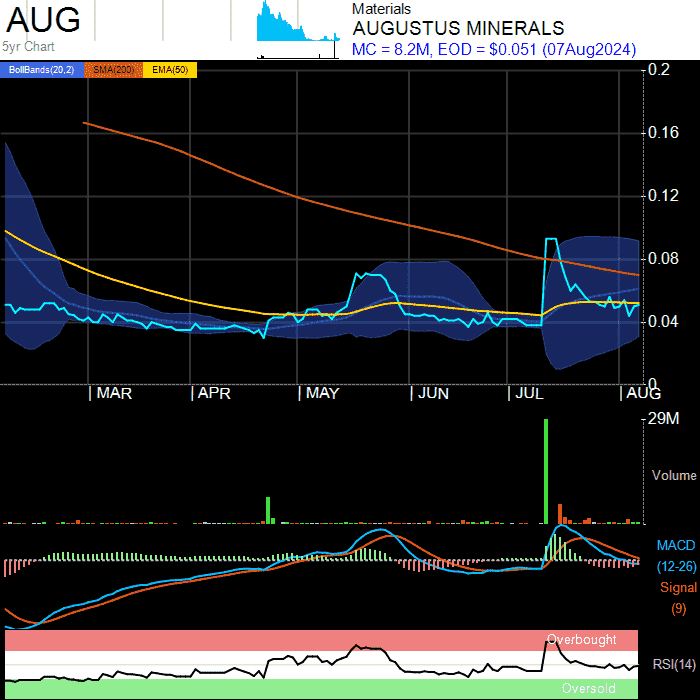 AUG
5yr Chart
Materials
AUGUSTUS MINERALS
MC = 8.2M, EOD = $0.051 (07Aug2024)
BollBands(20,2) SMA(200) EMA(50)
0.2
0.16
0.12
0.08
0.04
0
MAR APR MAY JUN JUL AUG
29M
Volume
MACD
(12-26)
Signal
(9)
Overbought
RSI(14)
Oversold